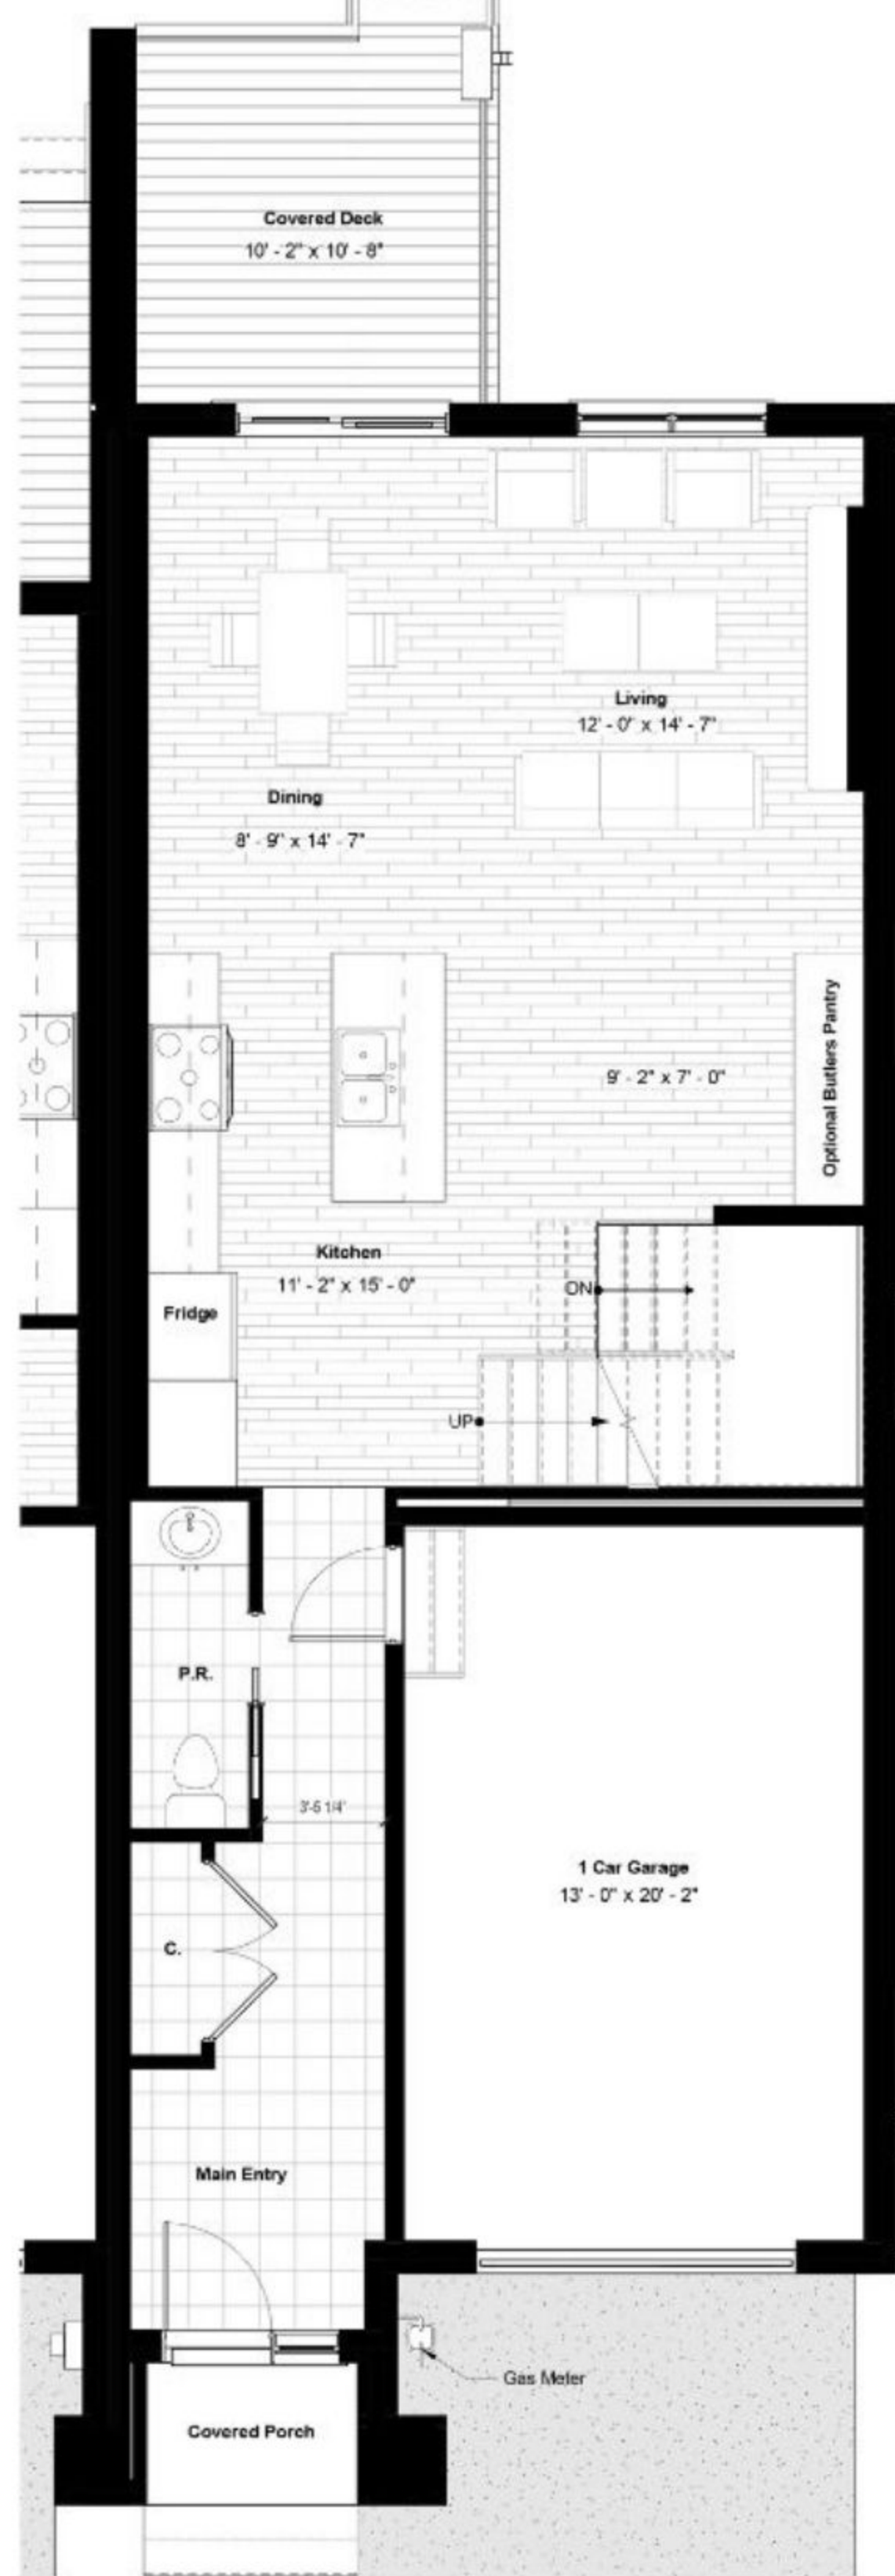 Covered Deck
10' - 2" x 10' - 8"
Living
12' - 0" x 14' - 7"
Dining
8' - 9" x 14' - 7"
Optional Butlers Pantry
9' - 2" x 7' - 0"
Kitchen
11' - 2" x 15' - 0"
Fridge
ON
UP
P.R.
3'-5 1/4"
1 Car Garage
13' - 0" x 20' - 2"
C.
Main Entry
Gas Meter
Covered Porch